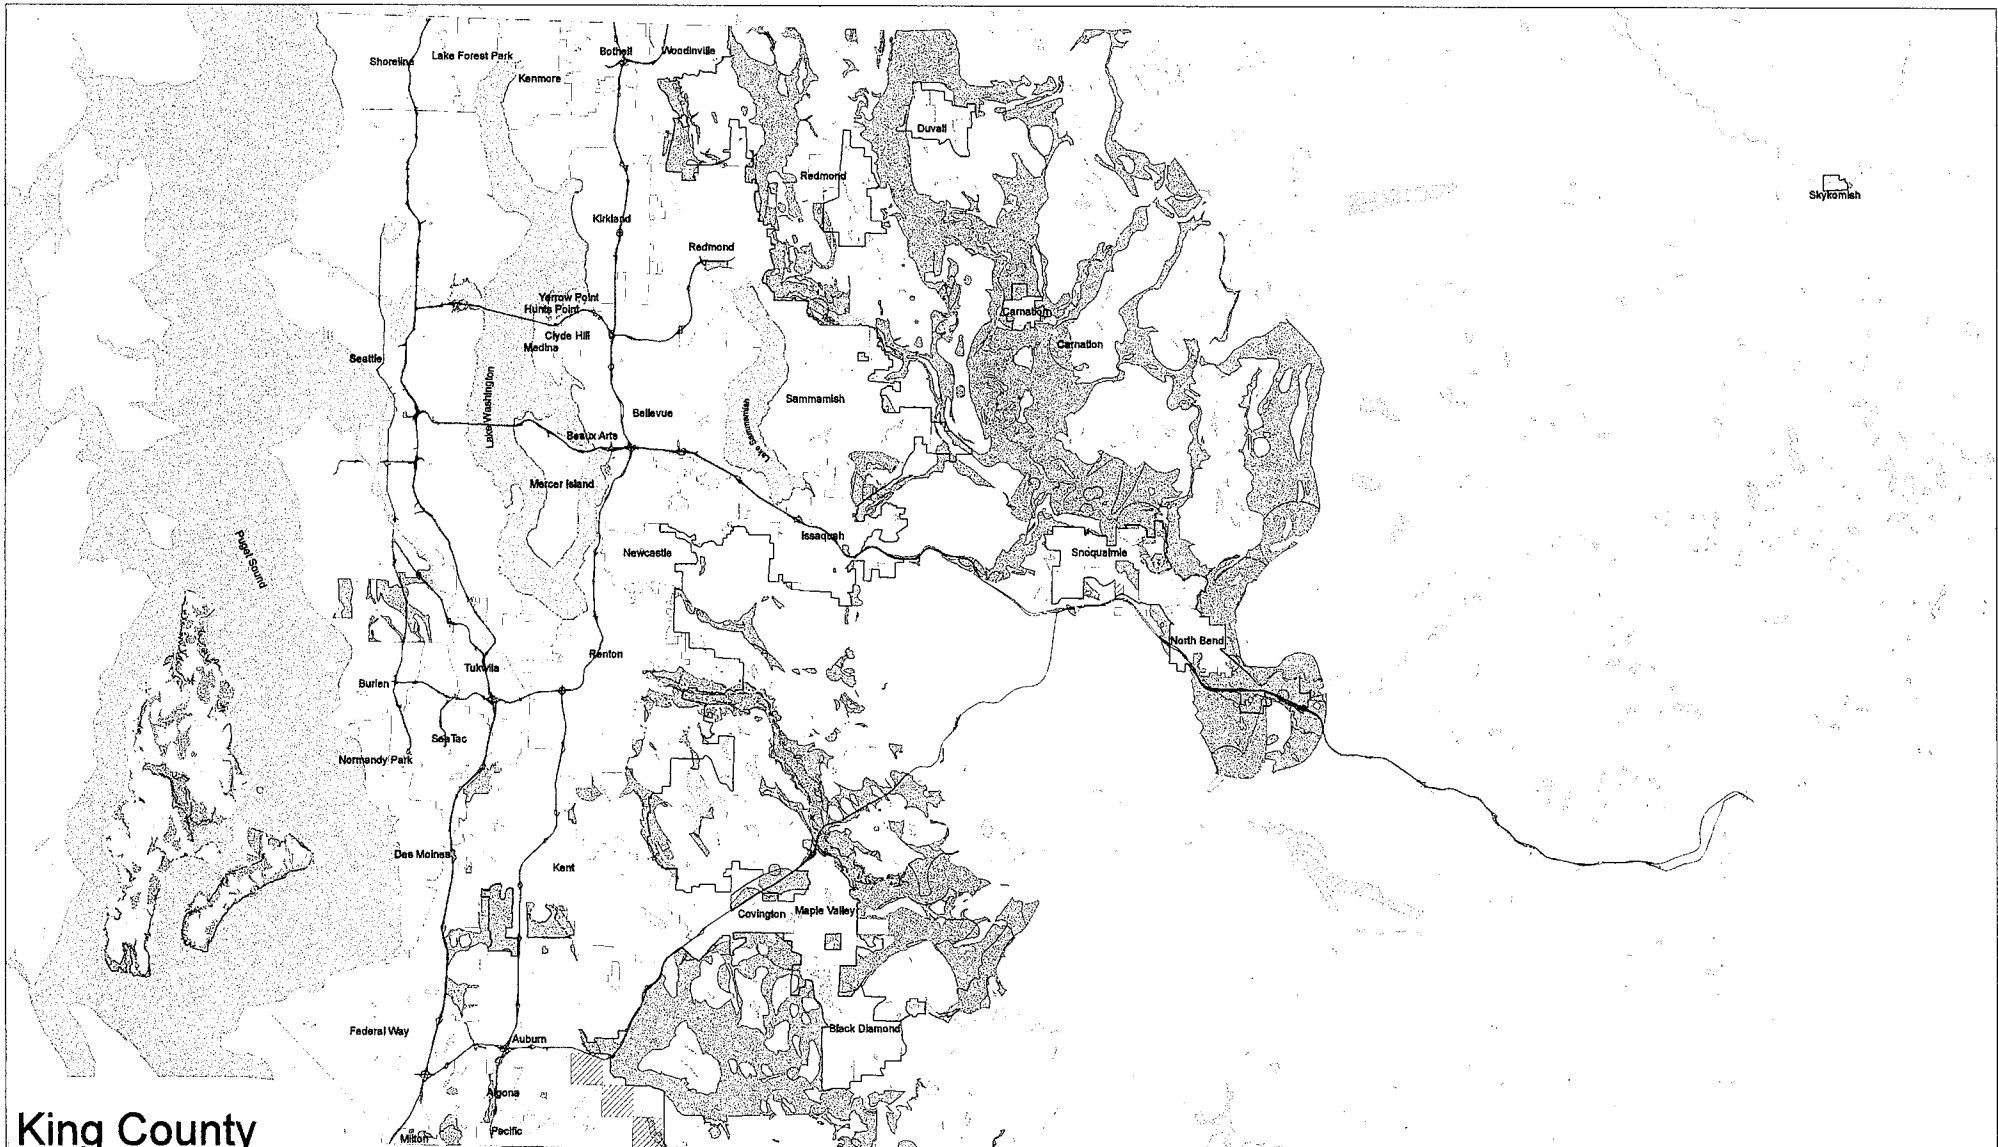 Shoreline
Lake Forest Park
Kenmore
Bothell
Woodinville
Duvall
Redmond
Skykomish
Kirkland
Redmond
Yarrow Point
Hunts Point
Clyde Hill
Medina
Carnation
Carnation
Seattle
Lake Washington
Bellevue
Beaux Arts
Lake Sammamish
Sammamish
Mercer Island
Puget Sound
Newcastle
Issaquah
Snoqualmie
North Bend
Renton
Tukwila
Burien
SeaTac
Normandy Park
Des Moines
Kent
Covington
Maple Valley
Federal Way
Auburn
Black Diamond
Algona
Pacific
Milton
King County